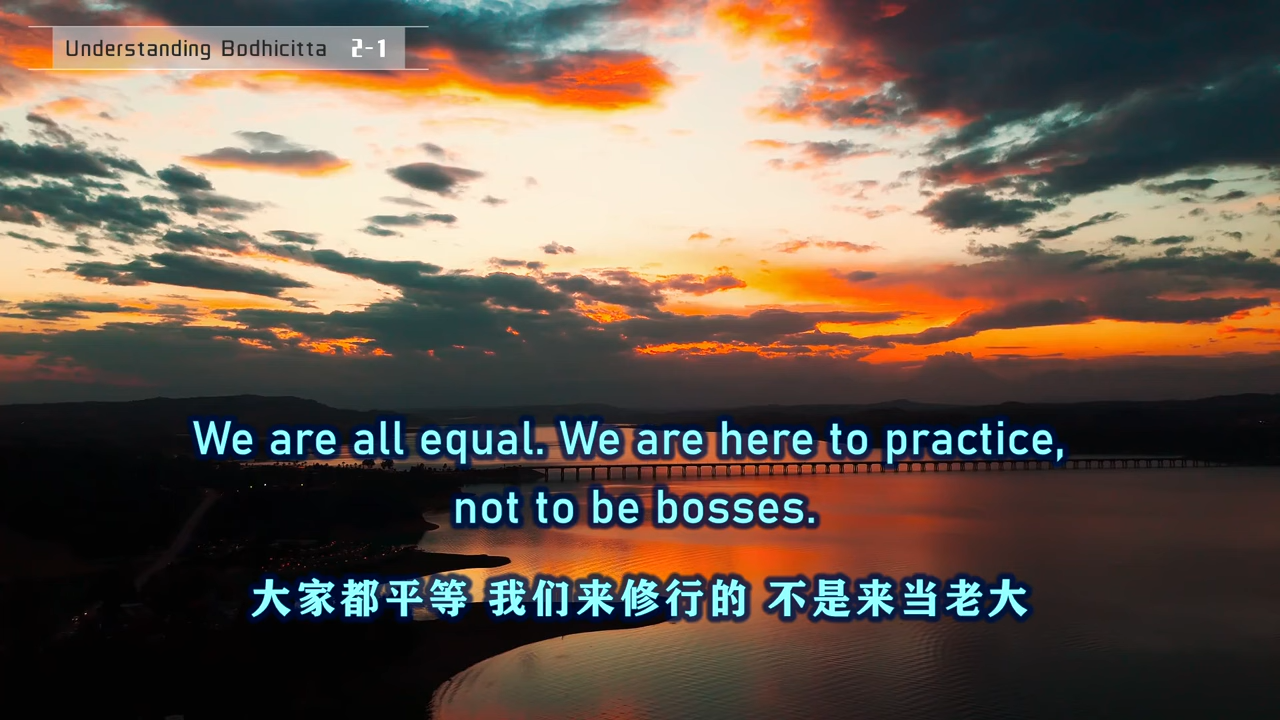 Understanding Bodhicitta 2-1
We are all equal. We are here to practice,
not to be bosses.
大家都平等 我们来修行的 不是来当老大